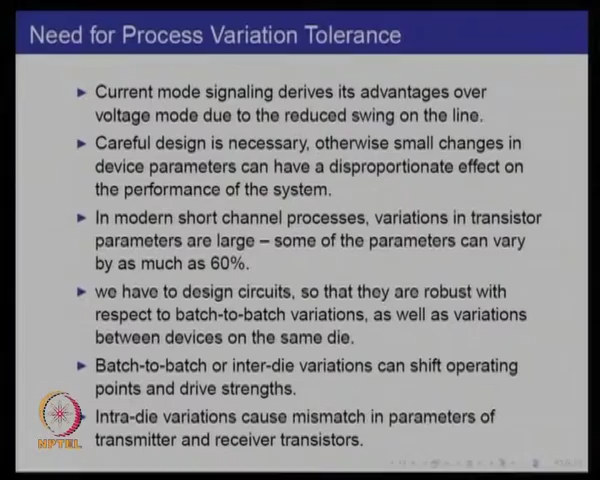 Need for Process Variation Tolerance
Current mode signaling derives its advantages over
voltage mode due to the reduced swing on the line.
Careful design is necessary, otherwise small changes in
device parameters can have a disproportionate effect on
the performance of the system.
In modern short channel processes, variations in transistor
parameters are large – some of the parameters can vary
by as much as 60%.
we have to design circuits, so that they are robust with
respect to batch-to-batch variations, as well as variations
between devices on the same die.
Batch-to-batch or inter-die variations can shift operating
points and drive strengths.
Intra-die variations cause mismatch in parameters of
transmitter and receiver transistors.
NPTEL